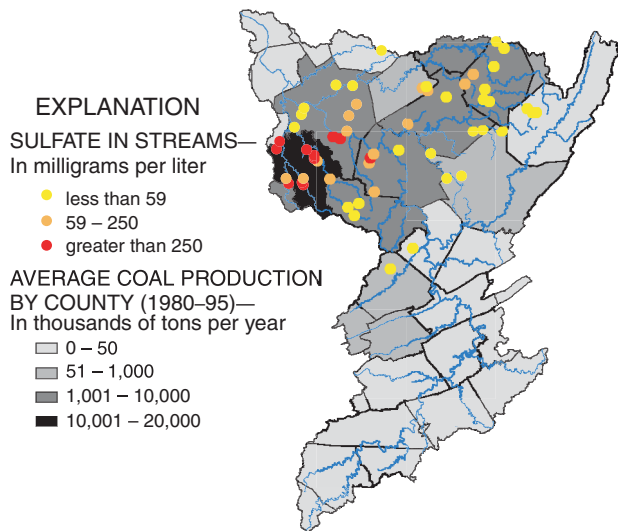 EXPLANATION
SULFATE IN STREAMS—
In milligrams per liter
less than 59
59 – 250
greater than 250
AVERAGE COAL PRODUCTION
BY COUNTY (1980–95)—
In thousands of tons per year
0 – 50
51 – 1,000
1,001 – 10,000
10,001 – 20,000